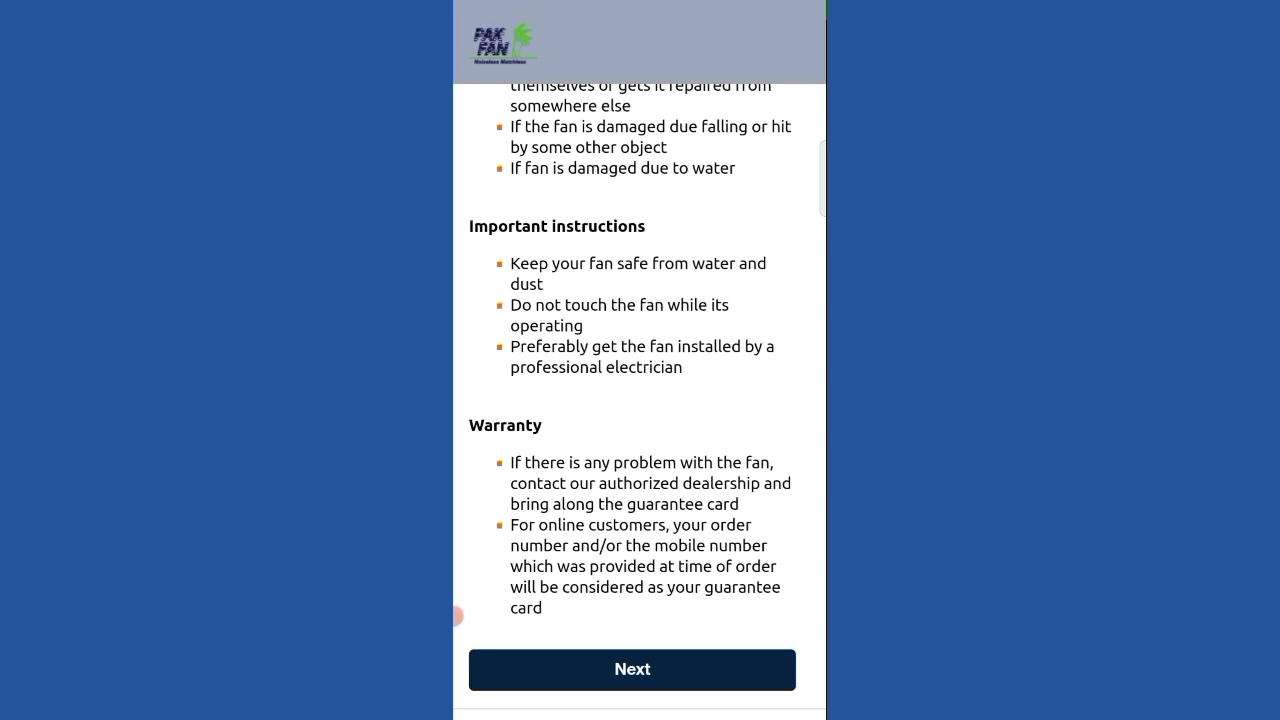 PAK
FAN
Noiseless Matchless
themselves or gets it repaired from
somewhere else
If the fan is damaged due falling or hit
by some other object
If fan is damaged due to water
Important instructions
Keep your fan safe from water and
dust
Do not touch the fan while its
operating
Preferably get the fan installed by a
professional electrician
Warranty
If there is any problem with the fan,
contact our authorized dealership and
bring along the guarantee card
For online customers, your order
number and/or the mobile number
which was provided at time of order
will be considered as your guarantee
card
Next